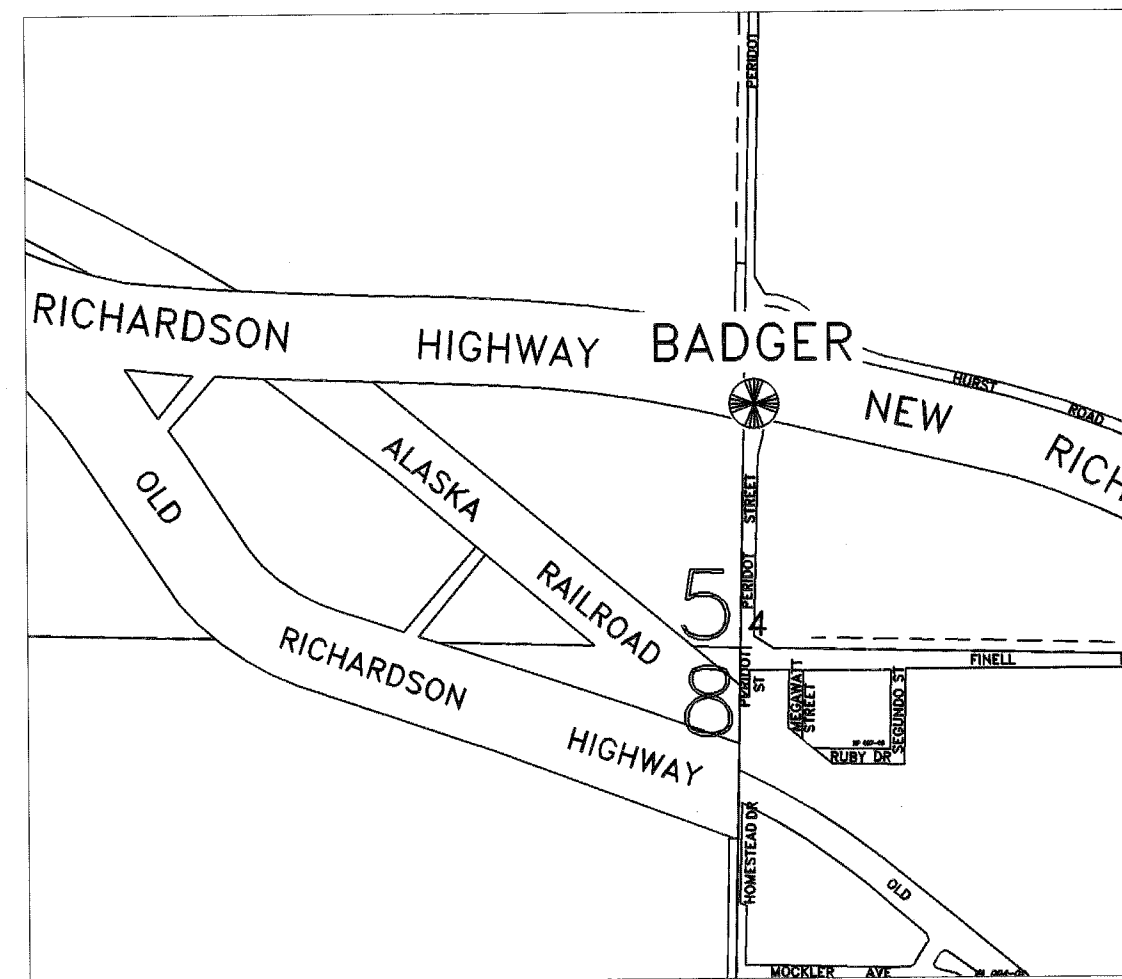 PERIDOT
RICHARDSON HIGHWAY BADGER
HURST ROAD
NEW
RICH
ALASKA
RAILROAD
OLD
RICHARDSON
HIGHWAY
PERIDOT STREET
5
4
8
PERIDOT
ST
FINELL
MEGAWATT
STREET
SEGUNDO ST
RUBY DR
HOMESTEAD DR
OLD
MOCKLER AVE